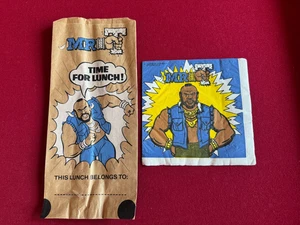 MR T
TIME
FOR LUNCH!
THIS LUNCH BELONGS TO:
MR T